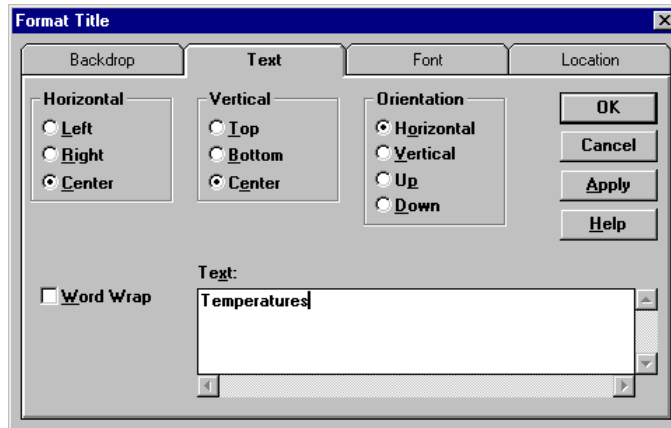 Format Title
Backdrop Text Font Location
Horizontal Vertical Orientation
Left Top Horizontal OK
Right Bottom Vertical Cancel
Center Center Up Apply
Down Help
Text:
Word Wrap Temperatures